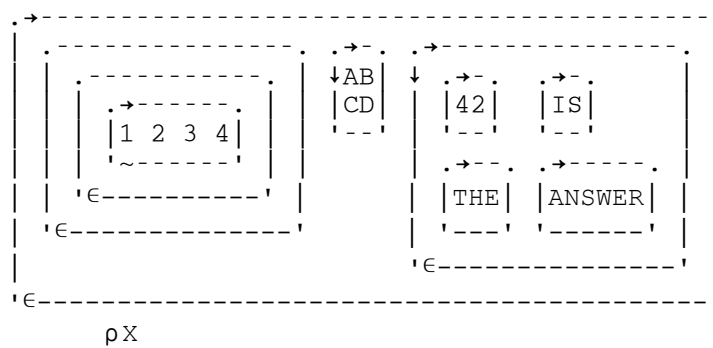 .→--------------------------------------------
|  .----------------.  .→-.  .→---------------.
|  |  .-----------.  |  ↓AB|  ↓  .→-.    .→-.   |
|  |  |  .→------.  |  |  |CD|  |  |42|    |IS|   |
|  |  |  |1 2 3 4|  |  |  '--'  |  '--'    '--'   |
|  |  |  '~------'  |  |        |  .→--.  .→-----.  |
|  |  '∊-----------'  |        |  |THE|  |ANSWER|  |
|  '∊----------------'        |  '---'  '------'  |
|                             '∊---------------'
'∊--------------------------------------------
ρX